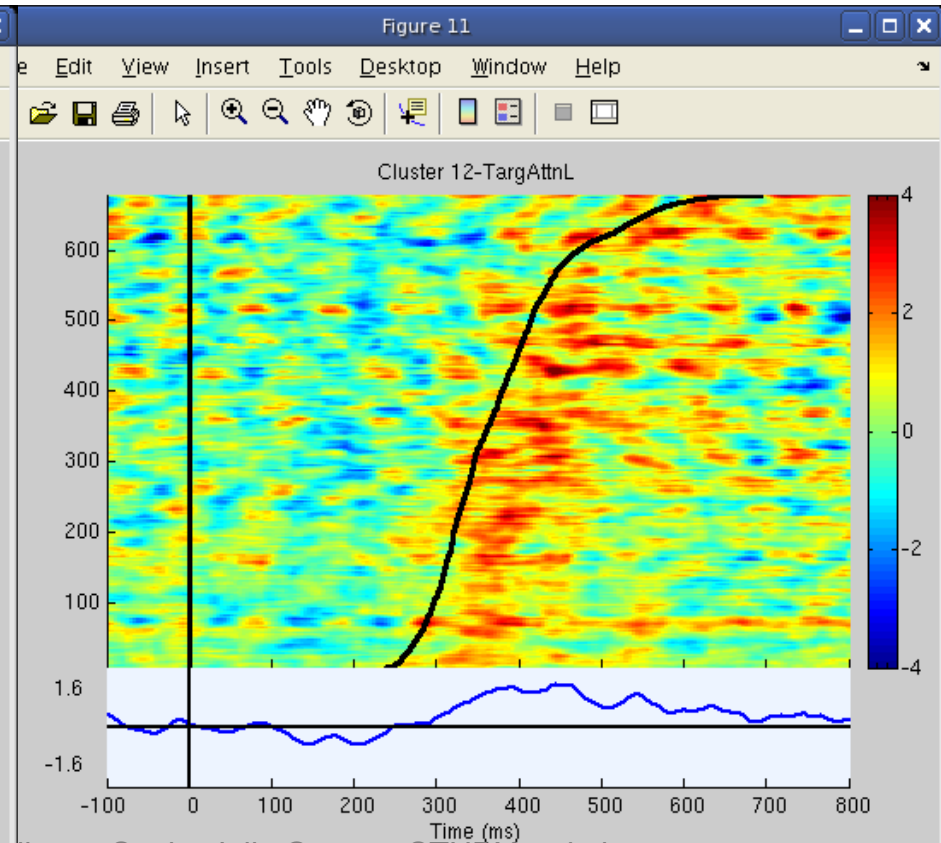 Figure 11
e Edit View Insert Tools Desktop Window Help
Cluster 12-TargAttnL
600
500
400
300
200
100
4
2
0
-2
-4
1.6
-1.6
-100 0 100 200 300 400 500 600 700 800
Time (ms)